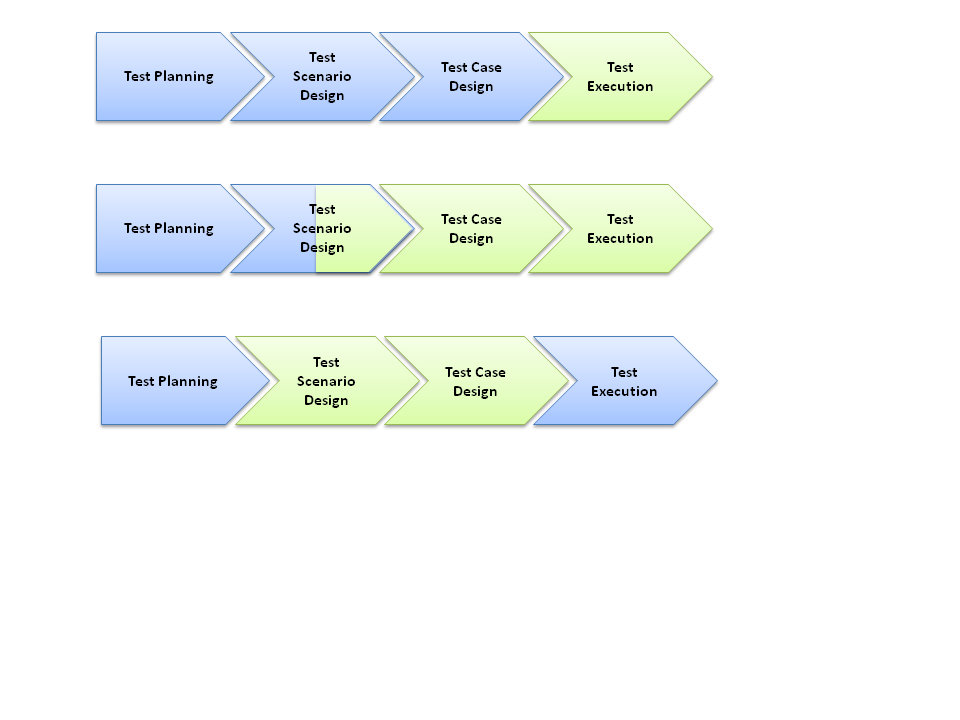 Test Planning
Test
Scenario
Design
Test Case
Design
Test
Execution
Test Planning
Test
Scenario
Design
Test Case
Design
Test
Execution
Test Planning
Test
Scenario
Design
Test Case
Design
Test
Execution